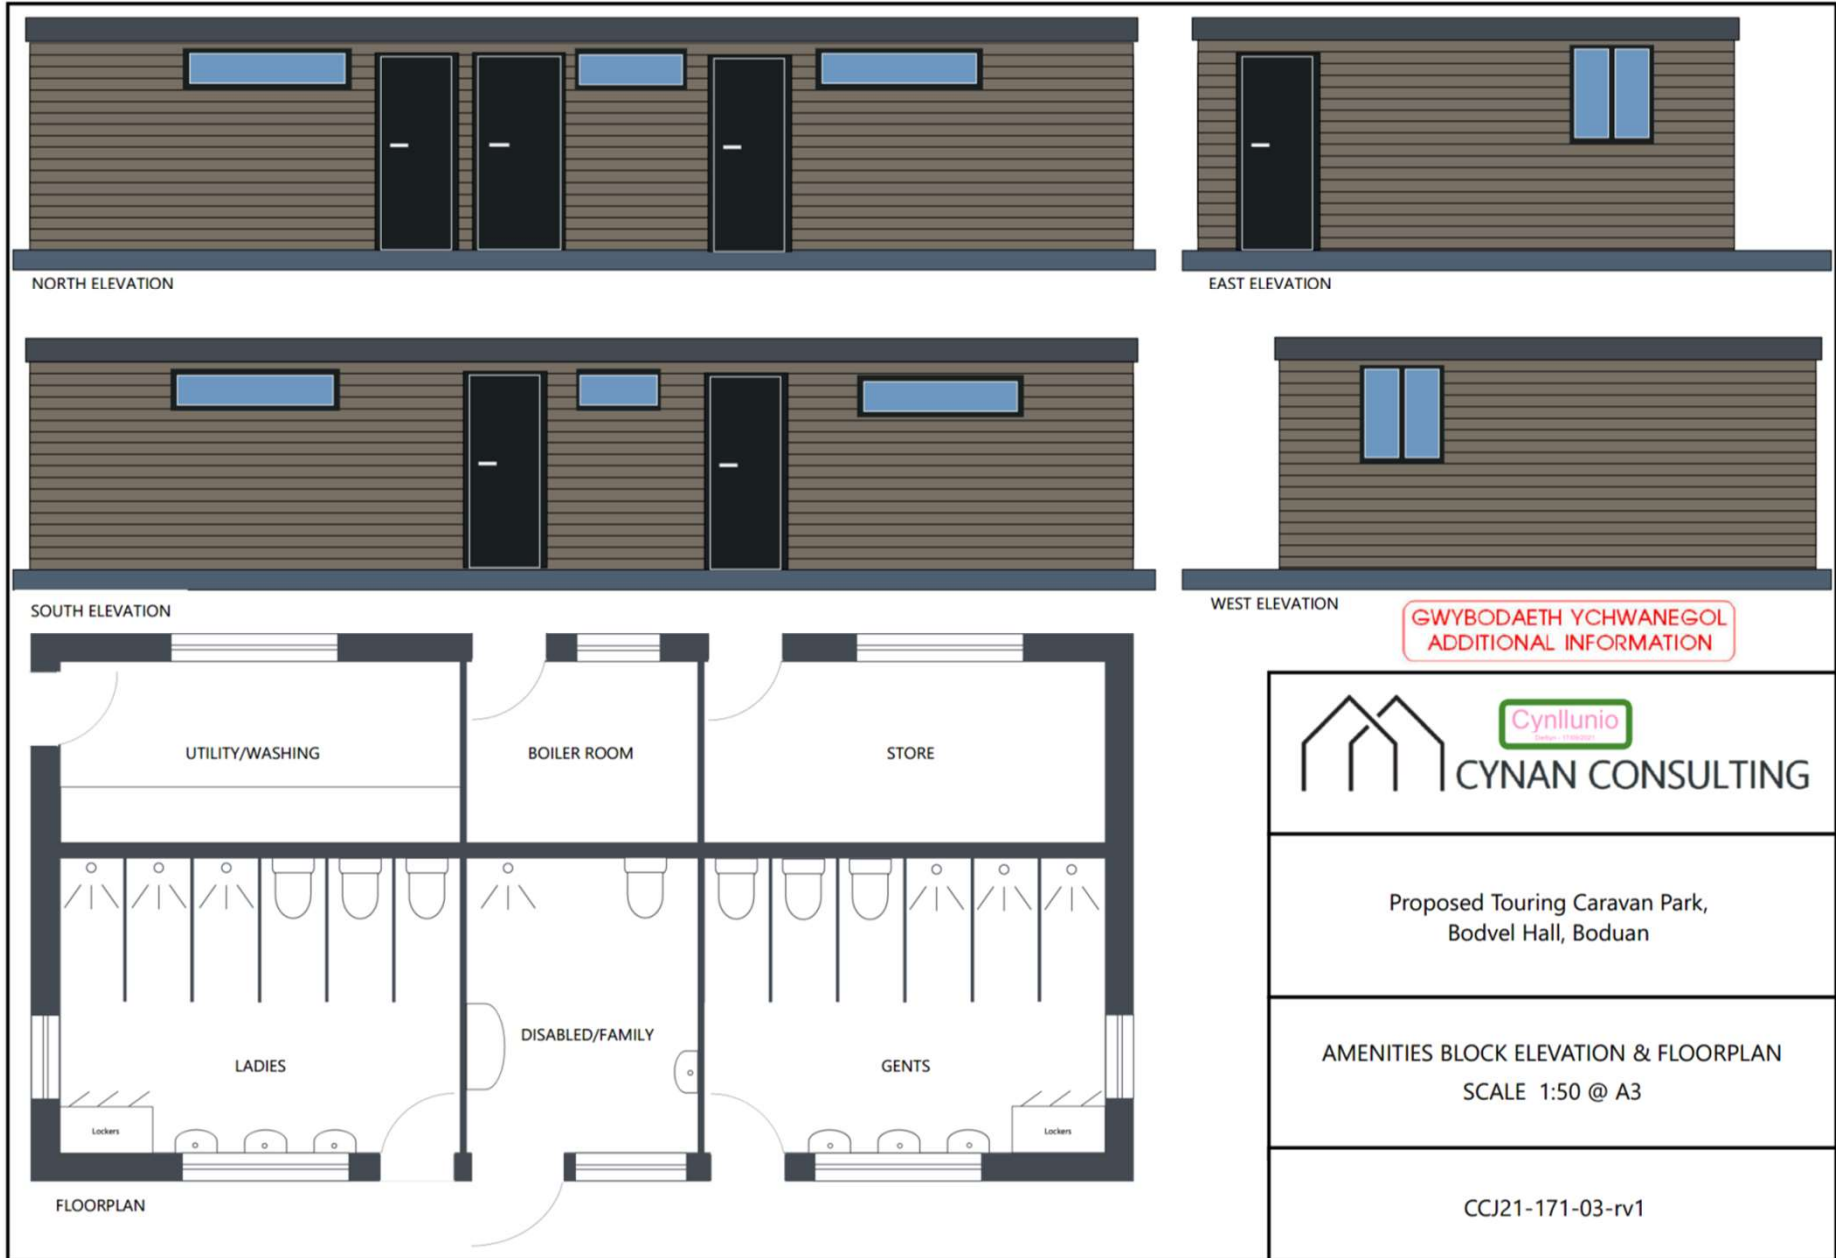 NORTH ELEVATION
EAST ELEVATION
SOUTH ELEVATION
WEST ELEVATION
GWYBODAETH YCHWANEGOL
ADDITIONAL INFORMATION
UTILITY/WASHING
BOILER ROOM
STORE
LADIES
DISABLED/FAMILY
GENTS
Lockers
Lockers
FLOORPLAN
Cynllunio
CYNAN CONSULTING
Proposed Touring Caravan Park,
Bodvel Hall, Boduan
AMENITIES BLOCK ELEVATION & FLOORPLAN
SCALE 1:50 @ A3
CCJ21-171-03-rv1